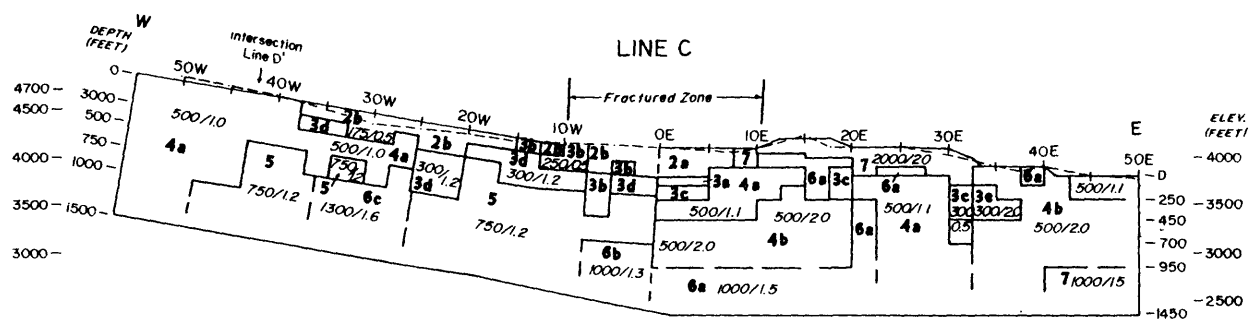 W
DEPTH
(FEET)
Intersection
Line D'
LINE C
Fractured Zone
E
ELEV.
(FEET)
50W 40W 30W 20W 10W 0E 10E 20E 30E 40E 50E
4700
4500
4000
3500
3000
0
3000
500
750
1000
1500
500/1.0
4a
5
750/1.2
3d
2b
175/0.5
500/1.0
4a
750
1.2
5
6c
1300/1.6
2b
300/1.2
3d
5
750/1.2
3b
2b
3b
2b
3d
250/0.5
300/1.2
3b
3b
3d
6b
1000/1.3
2a
7
3a
4a
3c
500/1.1
500/2.0
500/2.0
4b
6a
1000/1.5
6a
3c
6a
7
2000/2.0
6a
500/1.1
4a
3c
300
0.5
3e
300/2.0
6a
4b
500/2.0
500/1.1
7
1000/1.5
0
250
450
700
950
1450
4000
3500
3000
2500